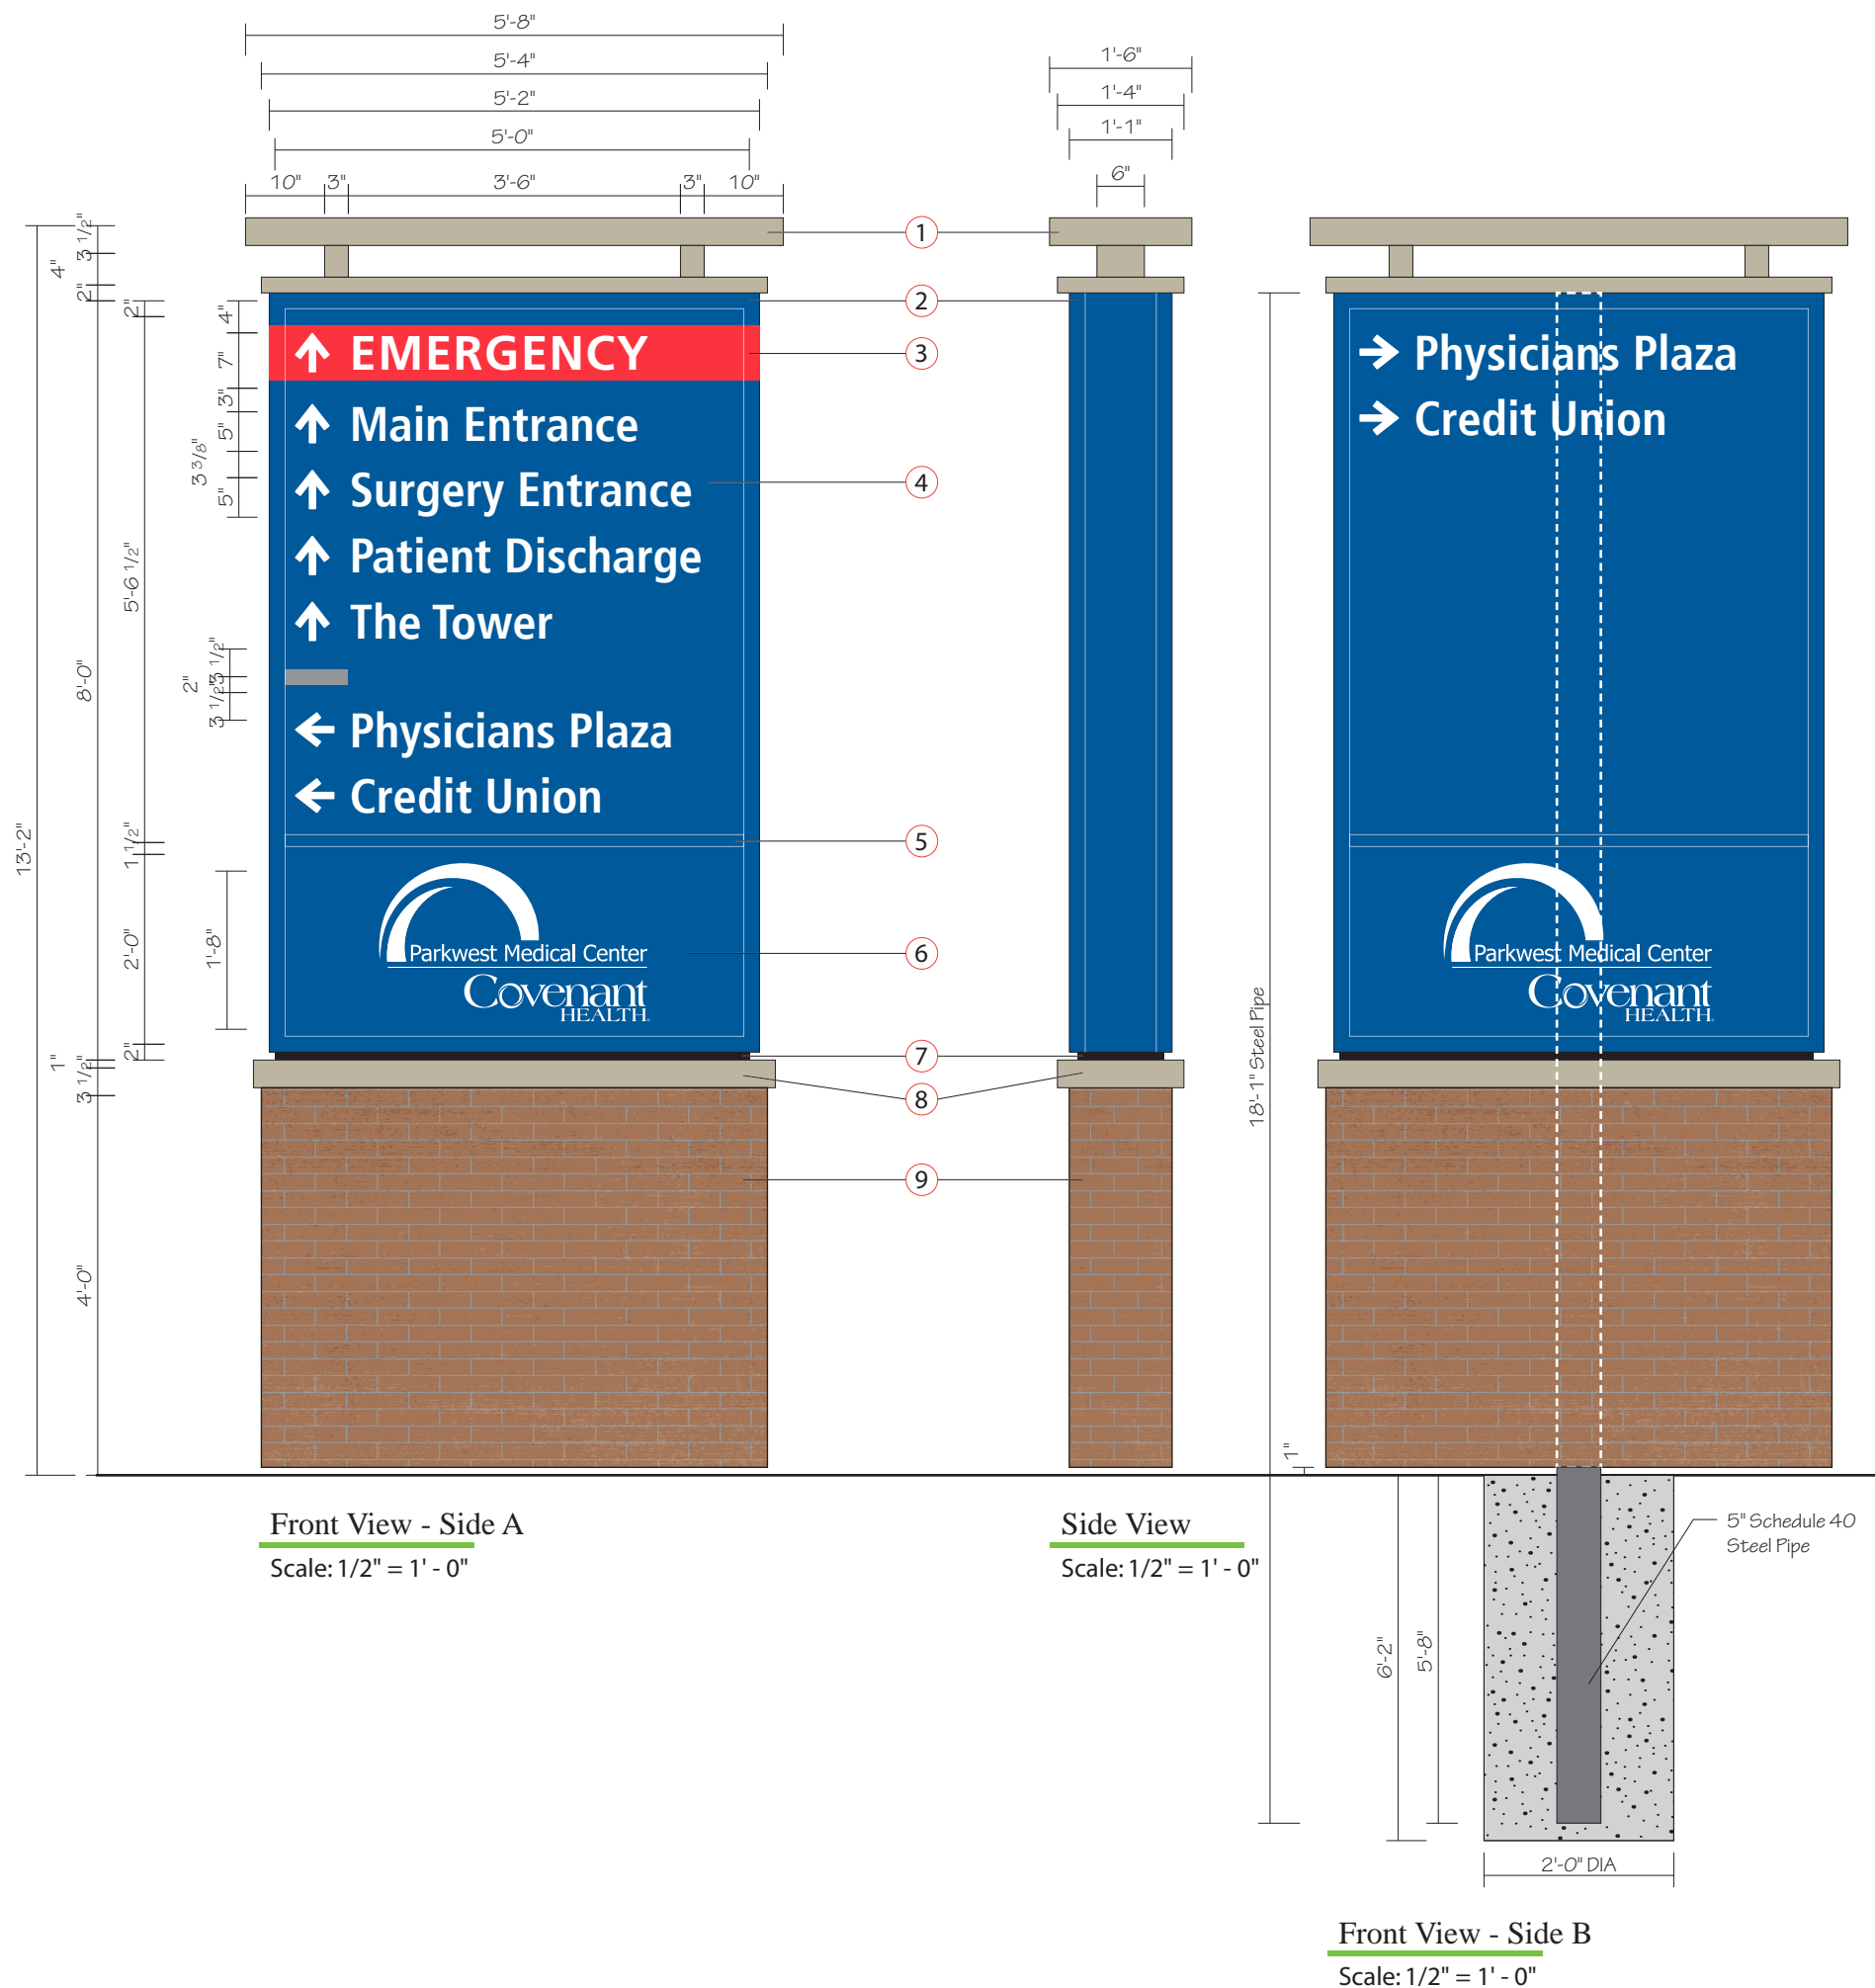 5'-8"
5'-4"
5'-2"
5'-0"
10" 3" 3'-6" 3" 10"
1'-6"
1'-4"
1'-1"
6"
13'-2"
3 1/2"
4"
2"
8'-0"
1"
3 1/2"
4'-0"
2"
5'-6 1/2"
1 1/2"
2'-0"
2"
4"
7"
3"
5"
3 3/8"
5"
3 1/2"
2"
3 1/2"
1'-8"
EMERGENCY
Main Entrance
Surgery Entrance
Patient Discharge
The Tower
Physicians Plaza
Credit Union
Parkwest Medical Center
Covenant
HEALTH
1
2
3
4
5
6
7
8
9
Physicians Plaza
Credit Union
Parkwest Medical Center
Covenant
HEALTH
18'-1" Steel Pipe
1"
6'-2"
5'-8"
5" Schedule 40
Steel Pipe
2'-0" DIA
Front View - Side A
Scale: 1/2" = 1' - 0"
Side View
Scale: 1/2" = 1' - 0"
Front View - Side B
Scale: 1/2" = 1' - 0"